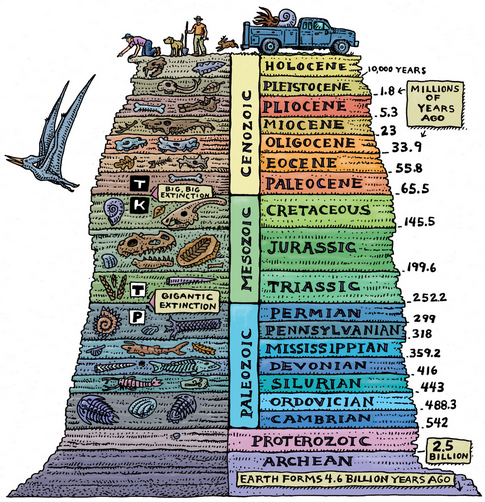 HOLOCENE
10,000 YEARS
PLEISTOCENE
1.8
MILLIONS
OF
YEARS
AGO
PLIOCENE
5.3
MIOCENE
23
OLIGOCENE
33.9
EOCENE
55.8
PALEOCENE
65.5
CENOZOIC
T
K
BIG, BIG
EXTINCTION
CRETACEOUS
145.5
JURASSIC
199.6
TRIASSIC
252.2
MESOZOIC
T
P
GIGANTIC
EXTINCTION
PERMIAN
299
PENNSYLVANIAN
318
MISSISSIPPIAN
359.2
DEVONIAN
416
SILURIAN
443
ORDOVICIAN
488.3
CAMBRIAN
542
PALEOZOIC
PROTEROZOIC
2.5
BILLION
ARCHEAN
EARTH FORMS 4.6 BILLION YEARS AGO